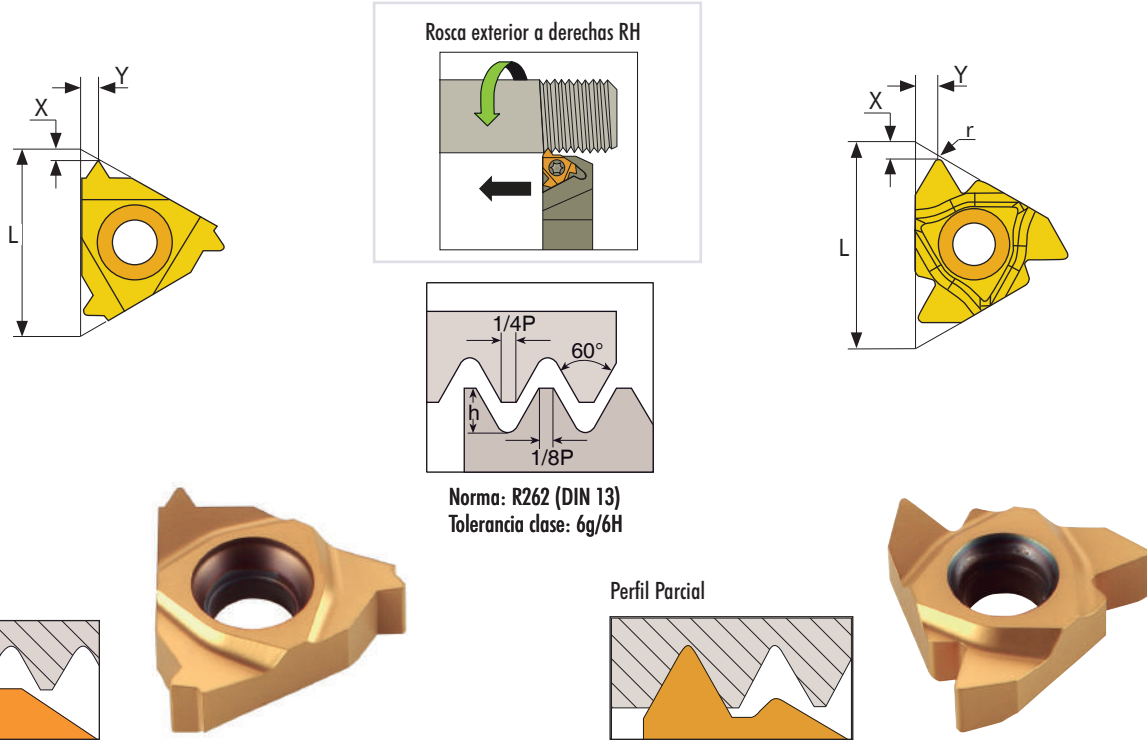 Rosca exterior a derechas RH
Y
X
L
Y
X
r
L
1/4P
60°
h
1/8P
Norma: R262 (DIN 13)
Tolerancia clase: 6g/6H
Perfil Parcial